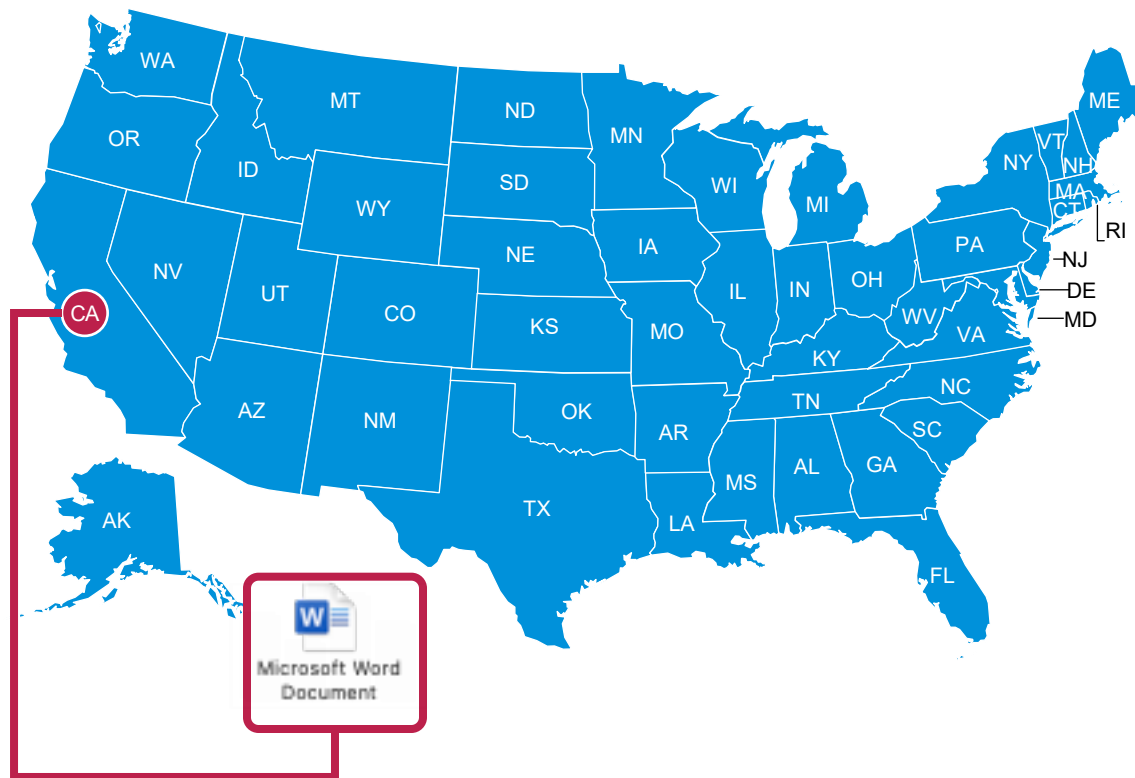 WA
MT
ND
MN
ME
OR
ID
SD
WI
MI
NY
VT
NH
MA
CT
RI
WY
IA
PA
NJ
NV
UT
NE
IL
IN
OH
DE
CA
CO
KS
MO
WV
VA
MD
KY
AZ
NM
OK
AR
TN
NC
SC
MS
AL
GA
AK
TX
LA
FL
W
Microsoft Word
Document